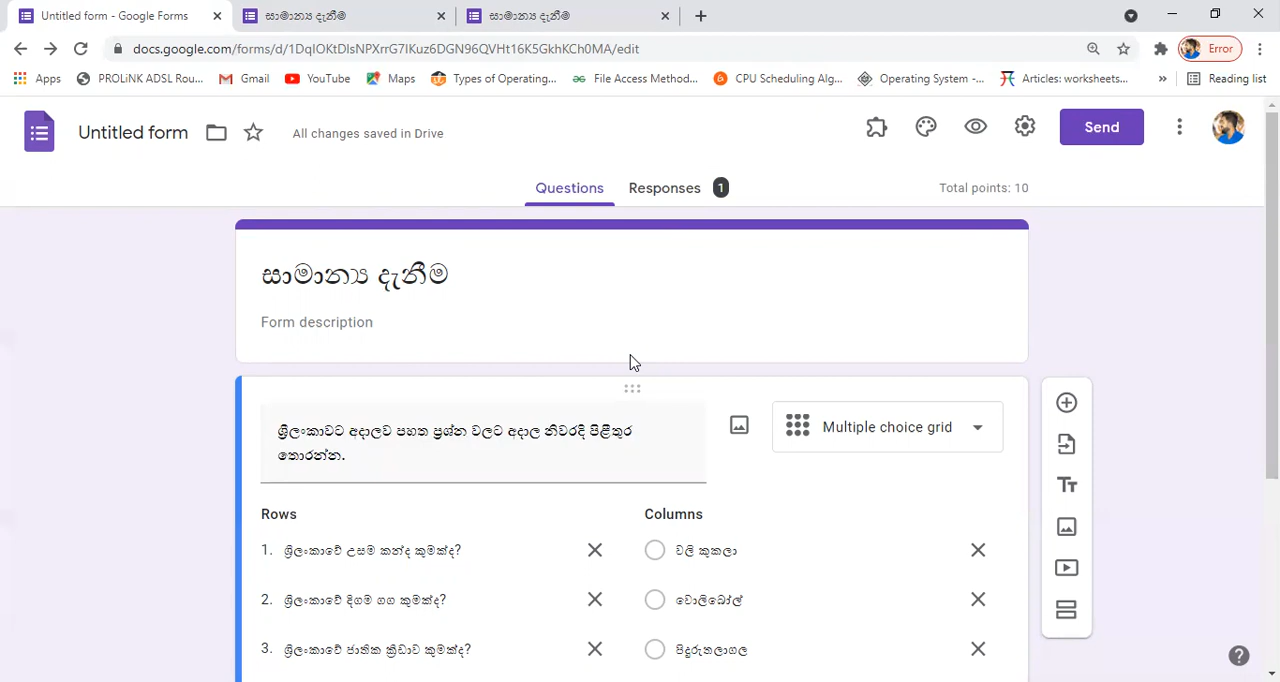 Untitled form - Google Forms
සාමාන්‍ය දැනීම
සාමාන්‍ය දැනීම
docs.google.com/forms/d/1DqIOKtDlsNPXrrG7IKuz6DGN96QVHt16K5GkhKCh0MA/edit
Error
Apps
PROLiNK ADSL Rou...
Gmail
YouTube
Maps
Types of Operating...
File Access Method...
CPU Scheduling Alg...
Operating System -...
Articles: worksheets...
»
Reading list
Untitled form
All changes saved in Drive
Send
Questions
Responses 1
Total points: 10
සාමාන්‍ය දැනීම
Form description
ශ්‍රීලංකාවට අදාලව පහත ප්‍රශ්න වලට අදාල නිවරදි පිළිතුර
තොරන්න.
Multiple choice grid
Rows
Columns
1. ශ්‍රීලංකාවේ උසම කන්ද කුමක්ද?
වලි කුකලා
2. ශ්‍රීලංකාවේ දිගම ගග කුමක්ද?
වොලිබෝල්
3. ශ්‍රීලංකාවේ ජාතික ක්‍රීඩාව කුමක්ද?
පිදුරුතලාගල